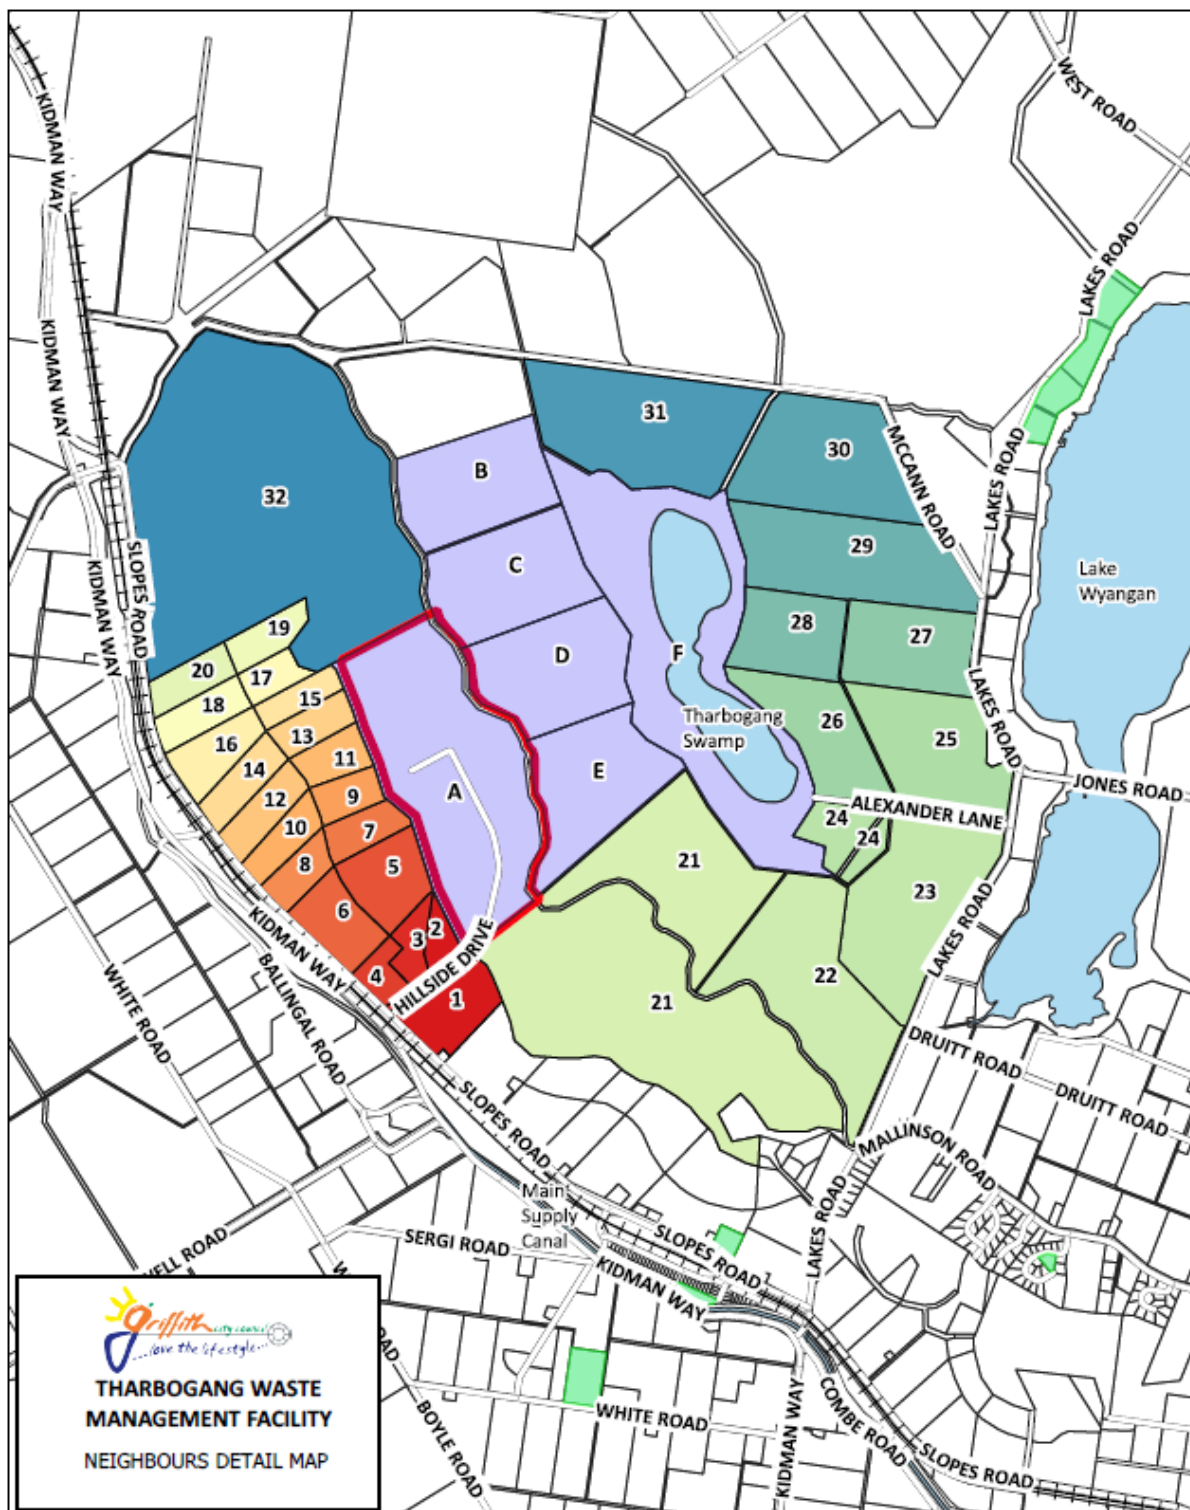 WEST ROAD
KIDMAN WAY
LAKES ROAD
KIDMAN WAY
31
30
MCCANN ROAD
LAKES ROAD
B
32
SLOPES ROAD
KIDMAN WAY
C
29
Lake
Wyangan
19
20
17
18
15
16
13
14
11
12
9
10
7
8
5
6
3
2
4
1
A
D
E
F
Tharbogang
Swamp
28
27
26
25
LAKES ROAD
JONES ROAD
ALEXANDER LANE
24
24
21
23
22
21
LAKES ROAD
HILLSIDE DRIVE
KIDMAN WAY
BALLINGAL ROAD
WHITE ROAD
SLOPES ROAD
DRUITT ROAD
DRUITT ROAD
MALLINSON ROAD
LAKES ROAD
Main
Supply
Canal
SERGI ROAD
SLOPES ROAD
KIDMAN WAY
VELL ROAD
W
AD
BOYLE ROAD
WHITE ROAD
KIDMAN WAY
COMBE ROAD
SLOPES ROAD
griffith city council
...love the lifestyle...
THARBOGANG WASTE
MANAGEMENT FACILITY
NEIGHBOURS DETAIL MAP